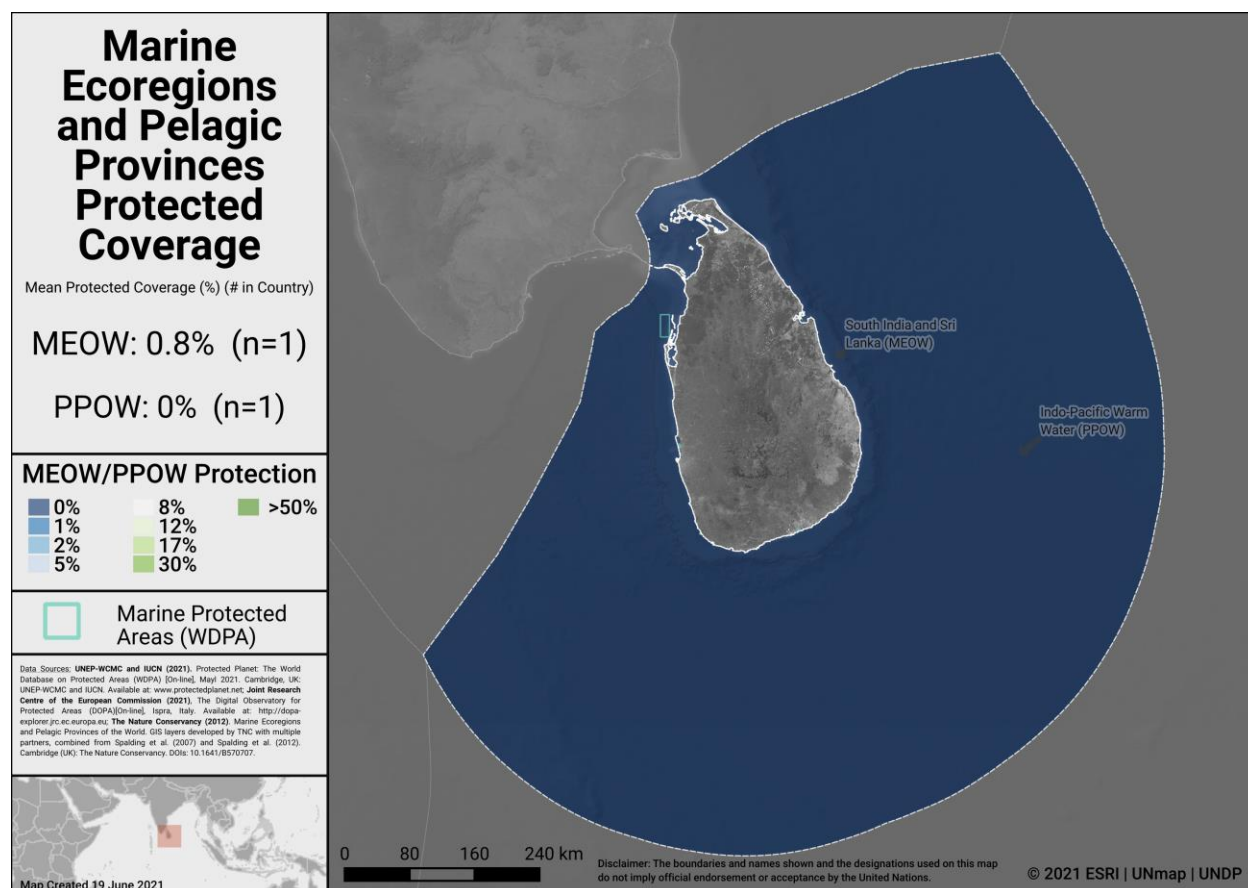 Marine
Ecoregions
and Pelagic
Provinces
Protected
Coverage
Mean Protected Coverage (%) (# in Country)
MEOW: 0.8% (n=1)
PPOW: 0% (n=1)
MEOW/PPOW Protection
0%
1%
2%
5%
8%
12%
17%
30%
>50%
Marine Protected
Areas (WDPA)
Data Sources: UNEP-WCMC and IUCN (2021). Protected Planet: The World
Database on Protected Areas (WDPA) [On-line], Mayl 2021. Cambridge, UK:
UNEP-WCMC and IUCN. Available at: www.protectedplanet.net; Joint Research
Centre of the European Commission (2021), The Digital Observatory for
Protected Areas (DOPA)[On-line], Ispra, Italy. Available at: http://dopa-
explorer.jrc.ec.europa.eu; The Nature Conservancy (2012). Marine Ecoregions
and Pelagic Provinces of the World. GIS layers developed by TNC with multiple
partners, combined from Spalding et al. (2007) and Spalding et al. (2012).
Cambridge (UK): The Nature Conservancy. DOIs: 10.1641/B570707.
Map Created 19 June 2021
South India and Sri
Lanka (MEOW)
Indo-Pacific Warm
Water (PPOW)
0 80 160 240 km
Disclaimer: The boundaries and names shown and the designations used on this map
do not imply official endorsement or acceptance by the United Nations.
© 2021 ESRI | UNmap | UNDP